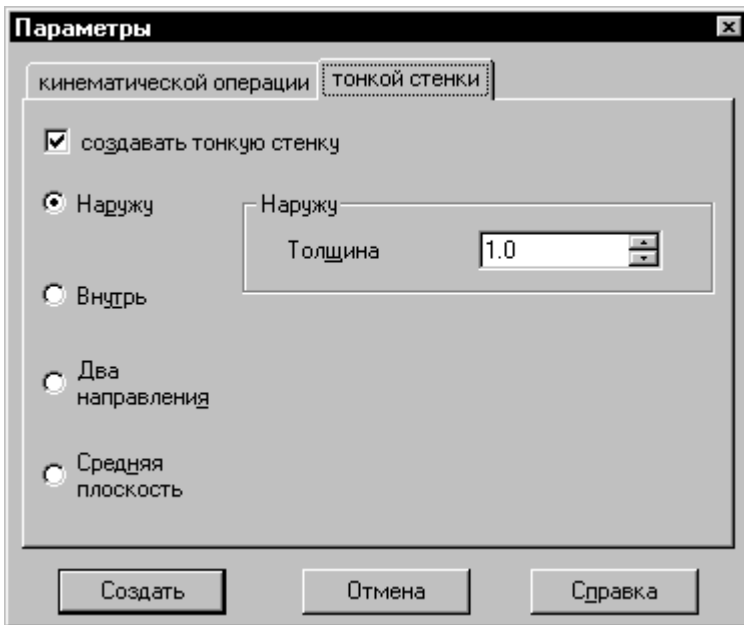 Параметры
кинематической операции
тонкой стенки
создавать тонкую стенку
Наружу
Наружу
Толщина
1.0
Внутрь
Два
направления
Средняя
плоскость
Создать
Отмена
Справка